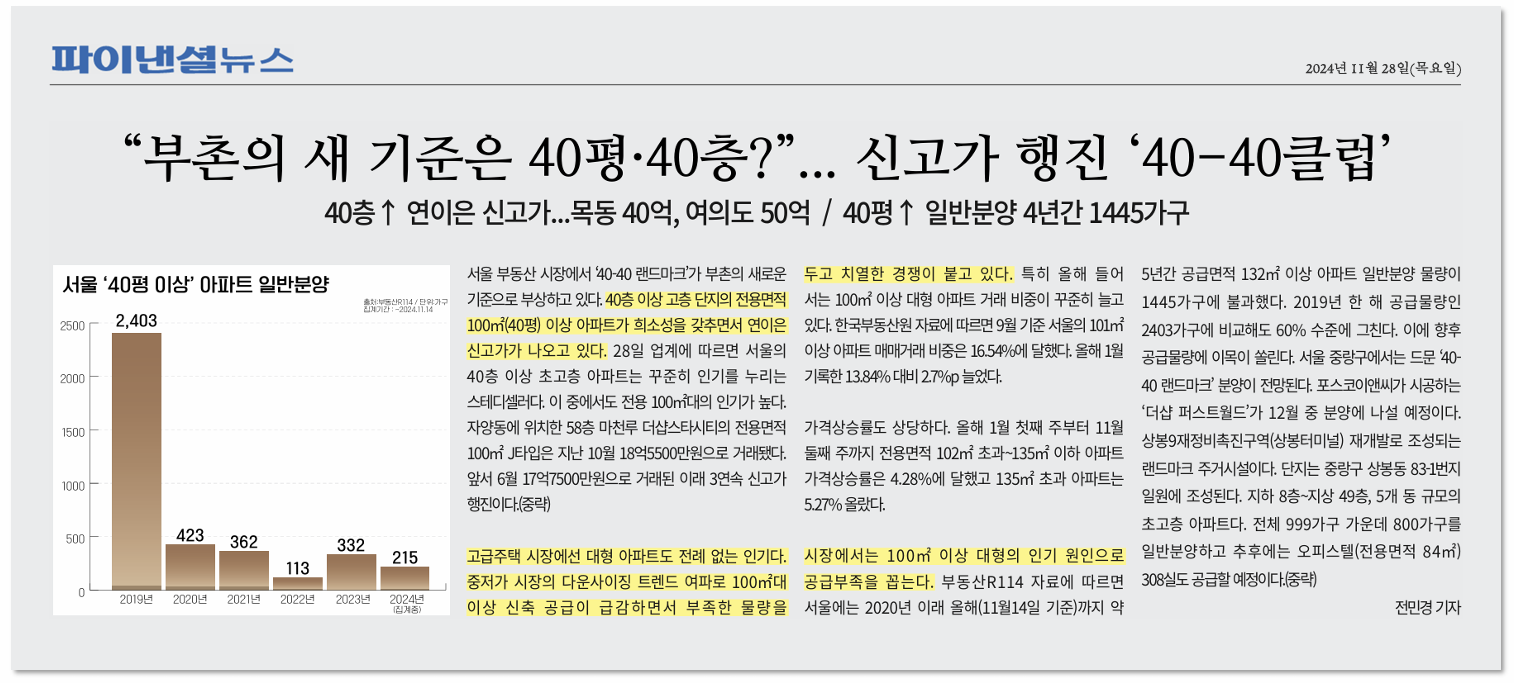 파이낸셜뉴스
2024년 11월 28일(목요일)
“부촌의 새 기준은 40평·40층?”... 신고가 행진 ‘40-40클럽’
40층↑ 연이은 신고가...목동 40억, 여의도 50억 / 40평↑ 일반분양 4년간 1445가구
서울 ‘40평 이상’ 아파트 일반분양
출처:부동산R114 / 단위:가구
집계기간 : ~2024.11.14
2500
2000
1500
1000
500
0
2,403
423
362
113
332
215
2019년
2020년
2021년
2022년
2023년
2024년
(집계중)
서울 부동산 시장에서 ‘40-40 랜드마크’가 부촌의 새로운
기준으로 부상하고 있다. 40층 이상 고층 단지의 전용면적
100㎡(40평) 이상 아파트가 희소성을 갖추면서 연이은
신고가가 나오고 있다. 28일 업계에 따르면 서울의
40층 이상 초고층 아파트는 꾸준히 인기를 누리는
스테디셀러다. 이 중에서도 전용 100㎡대의 인기가 높다.
자양동에 위치한 58층 마천루 더샵스타시티의 전용면적
100㎡ J타입은 지난 10월 18억5500만원으로 거래됐다.
앞서 6월 17억7500만원으로 거래된 이래 3연속 신고가
행진이다.(중략)
고급주택 시장에선 대형 아파트도 전례 없는 인기다.
중저가 시장의 다운사이징 트렌드 여파로 100㎡대
이상 신축 공급이 급감하면서 부족한 물량을
두고 치열한 경쟁이 붙고 있다. 특히 올해 들어
서는 100㎡ 이상 대형 아파트 거래 비중이 꾸준히 늘고
있다. 한국부동산원 자료에 따르면 9월 기준 서울의 101㎡
이상 아파트 매매거래 비중은 16.54%에 달했다. 올해 1월
기록한 13.84% 대비 2.7%p 늘었다.
가격상승률도 상당하다. 올해 1월 첫째 주부터 11월
둘째 주까지 전용면적 102㎡ 초과~135㎡ 이하 아파트
가격상승률은 4.28%에 달했고 135㎡ 초과 아파트는
5.27% 올랐다.
시장에서는 100㎡ 이상 대형의 인기 원인으로
공급부족을 꼽는다. 부동산R114 자료에 따르면
서울에는 2020년 이래 올해(11월14일 기준)까지 약
5년간 공급면적 132㎡ 이상 아파트 일반분양 물량이
1445가구에 불과했다. 2019년 한 해 공급물량인
2403가구에 비교해도 60% 수준에 그친다. 이에 향후
공급물량에 이목이 쏠린다. 서울 중랑구에서는 드문 ‘40-
40 랜드마크’ 분양이 전망된다. 포스코이앤씨가 시공하는
‘더샵 퍼스트월드’가 12월 중 분양에 나설 예정이다.
상봉9재정비촉진구역(상봉터미널) 재개발로 조성되는
랜드마크 주거시설이다. 단지는 중랑구 상봉동 83-1번지
일원에 조성된다. 지하 8층~지상 49층, 5개 동 규모의
초고층 아파트다. 전체 999가구 가운데 800가구를
일반분양하고 추후에는 오피스텔(전용면적 84㎡)
308실도 공급할 예정이다.(중략)
전민경 기자